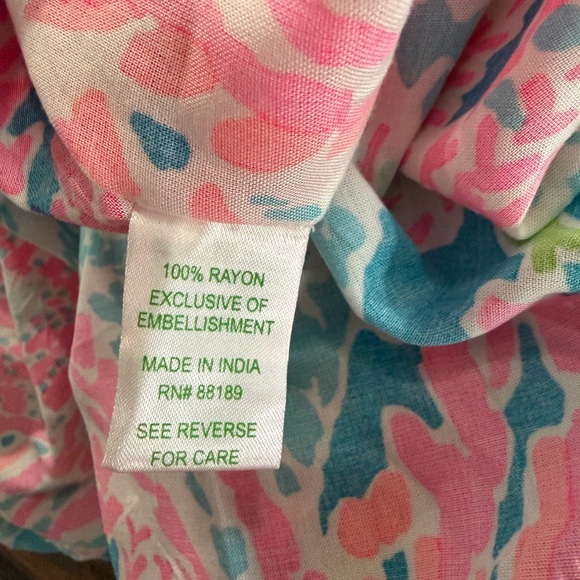 100% RAYON
EXCLUSIVE OF
EMBELLISHMENT
MADE IN INDIA
RN# 88189
SEE REVERSE
FOR CARE